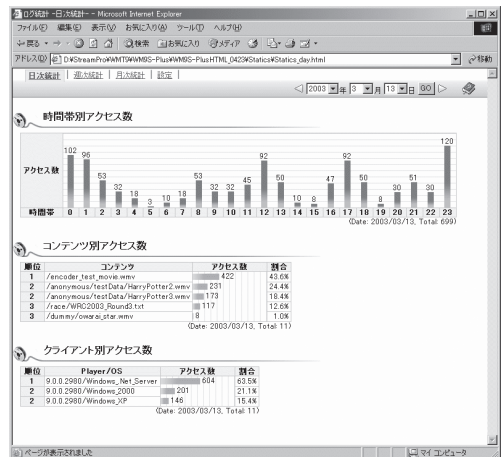 ログ統計 -日次統計- - Microsoft Internet Explorer
ファイル(F) 編集(E) 表示(V) お気に入り(A) ツール(T) ヘルプ(H)
戻る 検索 お気に入り メディア
アドレス(D) D:¥StreamPro¥WMT9¥WM9S-Plus¥WM9S-PlusHTML_0423¥Statics¥Statics_day.html 移動
日次統計 | 週次統計 | 月次統計 | 設定 |
2003 年 3 月 13 日 GO
時間帯別アクセス数
アクセス数 102 96 53 32 18 3 10 18 53 32 32 45 92 50 10 8 47 92 50 8 30 51 30 120
時間帯 0 1 2 3 4 5 6 7 8 9 10 11 12 13 14 15 16 17 18 19 20 21 22 23
(Date: 2003/03/13, Total: 699)
コンテンツ別アクセス数
順位 コンテンツ アクセス数 割合
1 /encoder_test_movie.wmv 422 43.6%
2 /anonymous/testData/HarryPotter2.wmv 231 24.4%
2 /anonymous/testData/HarryPotter3.wmv 173 18.4%
3 /race/WRC2003_Round3.txt 117 12.6%
3 /dummy/owarai_star.wmv 8 1.0%
(Date: 2003/03/13, Total: 11)
クライアント別アクセス数
順位 Player/OS アクセス数 割合
1 9.0.0.2980/Windows_Net_Server 604 63.5%
2 9.0.0.2980/Windows_2000 201 21.1%
2 9.0.0.2980/Windows_XP 146 15.4%
(Date: 2003/03/13, Total: 11)
ページが表示されました マイ コンピュータ